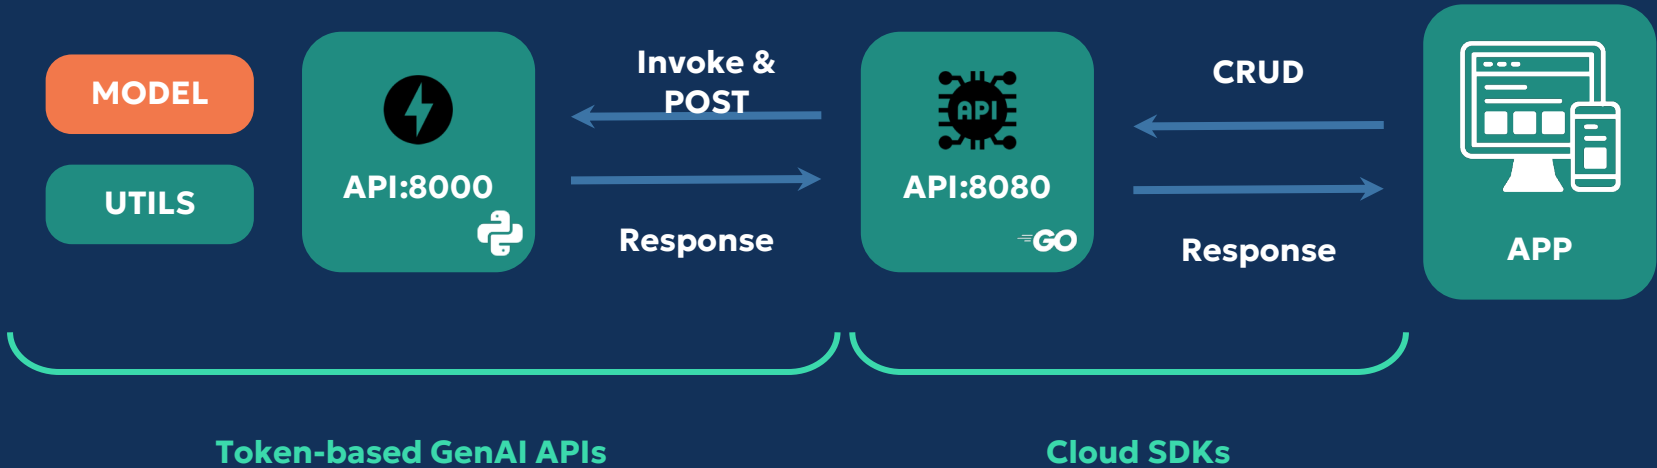 MODEL
UTILS
API:8000
Invoke &
POST
Response
API
API:8080
GO
CRUD
Response
APP
Token-based GenAI APIs
Cloud SDKs